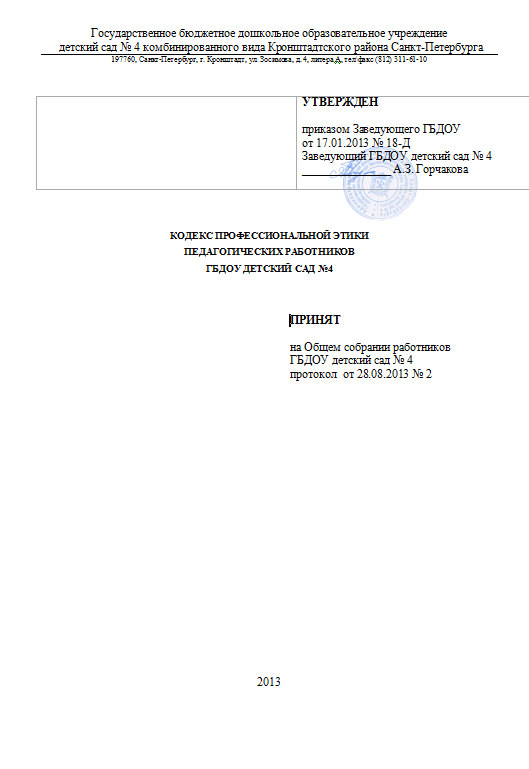 Государственное бюджетное дошкольное образовательное учреждение
детский сад № 4 комбинированного вида Кронштадтского района Санкт-Петербурга
197760, Санкт-Петербург, г. Кронштадт, ул. Зосимова, д. 4, литера А, тел/факс (812) 311-61-10
УТВЕРЖДЕН
приказом Заведующего ГБДОУ
от 17.01.2013 № 18-Д
Заведующий ГБДОУ детский сад № 4
________________ А.З. Горчакова
КОДЕКС ПРОФЕССИОНАЛЬНОЙ ЭТИКИ
ПЕДАГОГИЧЕСКИХ РАБОТНИКОВ
ГБДОУ ДЕТСКИЙ САД №4
ПРИНЯТ
на Общем собрании работников
ГБДОУ детский сад № 4
протокол от 28.08.2013 № 2
2013